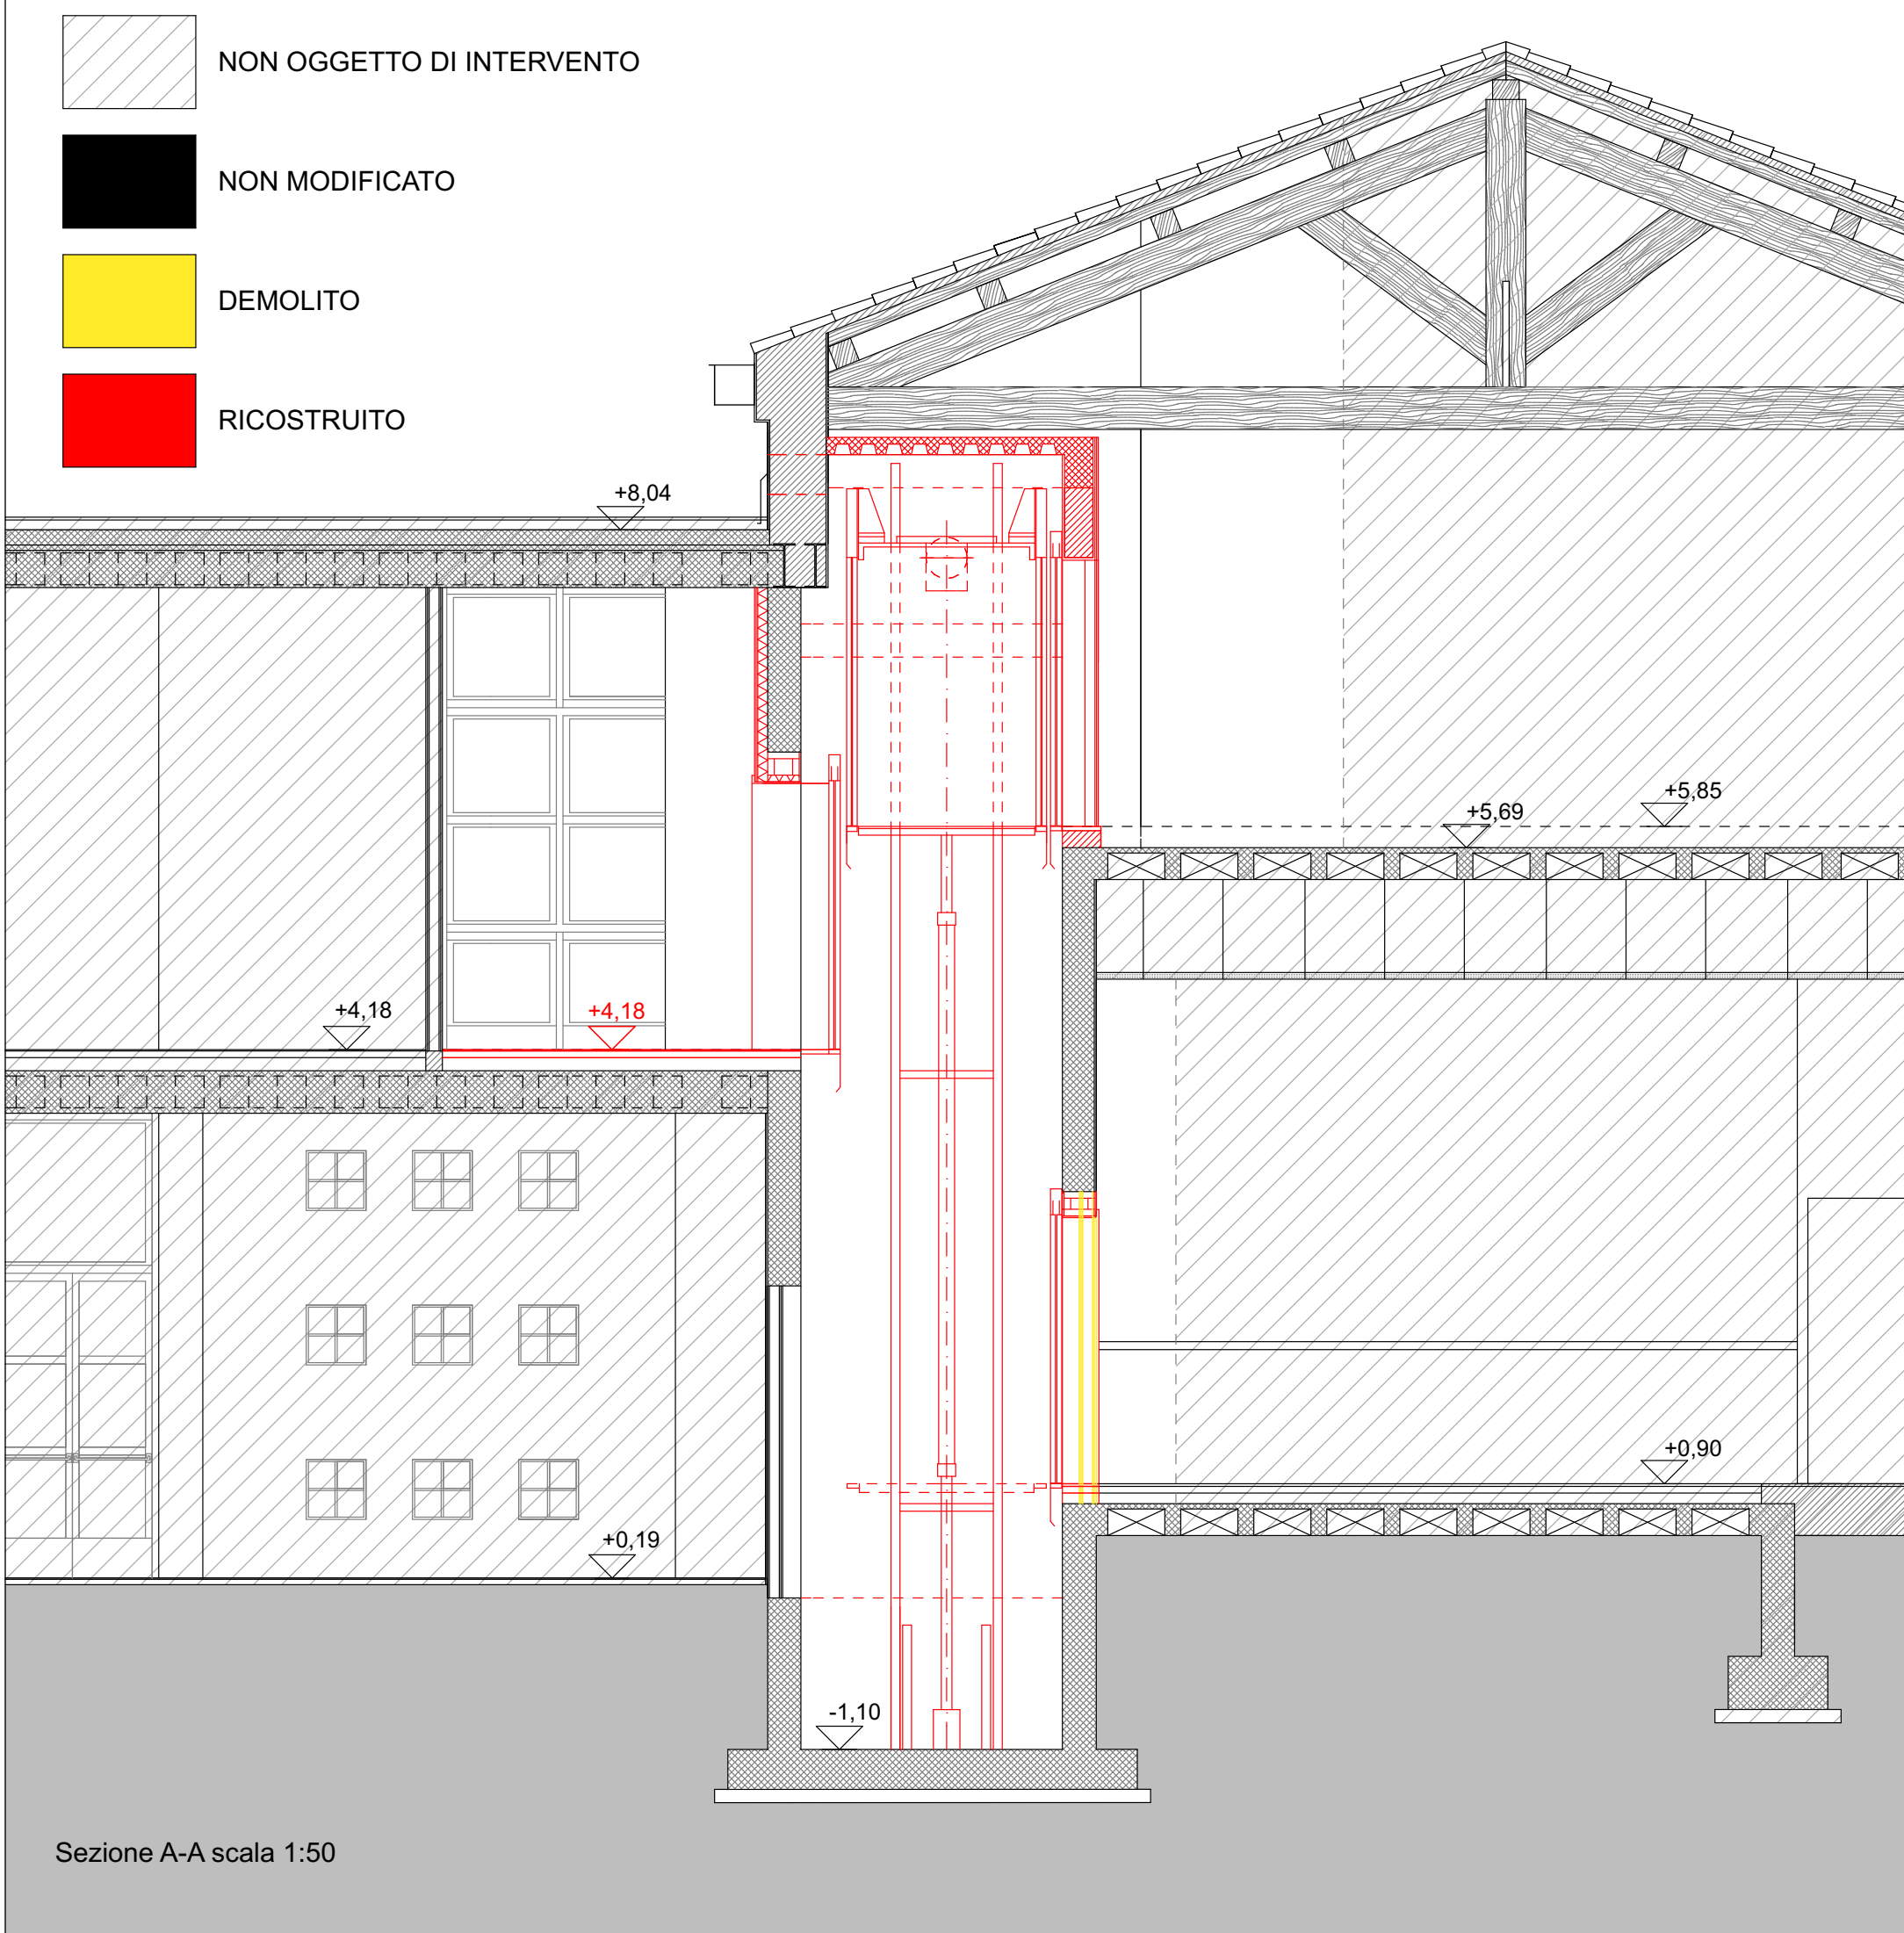 NON OGGETTO DI INTERVENTO
NON MODIFICATO
DEMOLITO
RICOSTRUITO
+8,04
+5,85
+5,69
+4,18
+4,18
+0,90
+0,19
-1,10
Sezione A-A scala 1:50